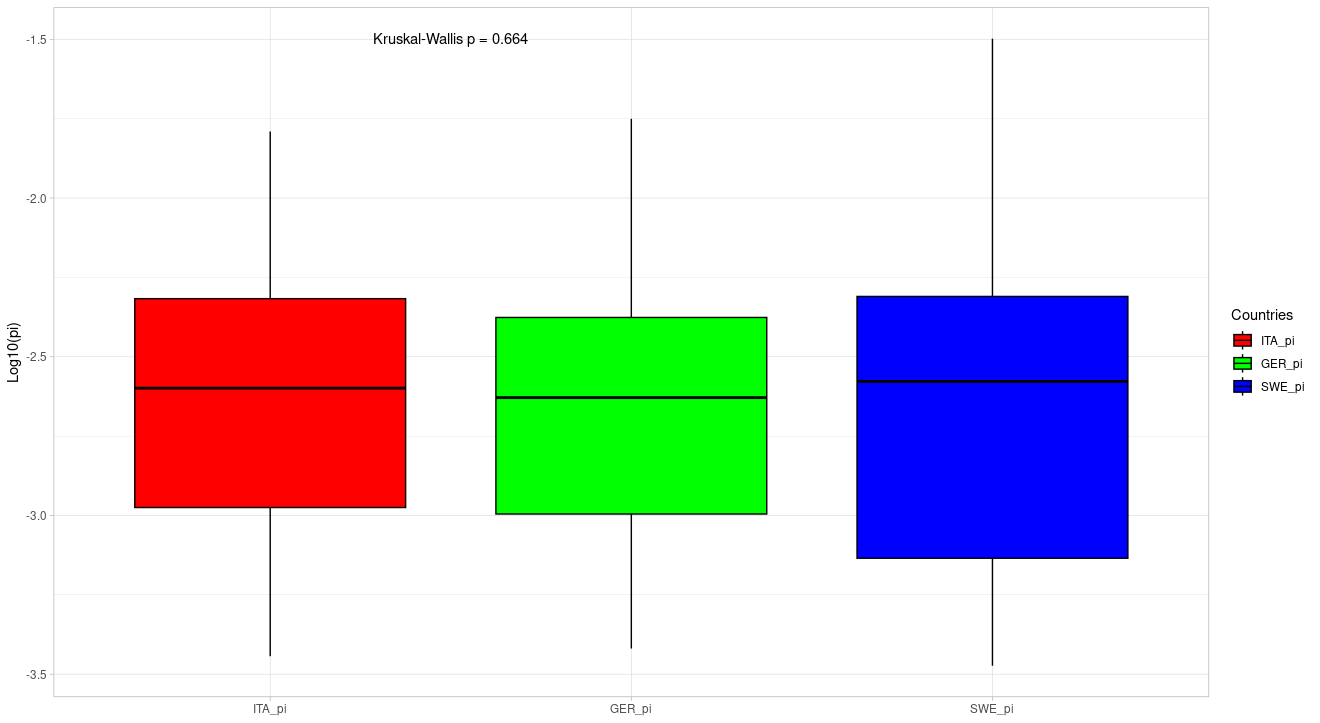 Kruskal-Wallis p = 0.664
-1.5
-2.0
-2.5
-3.0
-3.5
Log10(pi)
ITA_pi
GER_pi
SWE_pi
Countries
ITA_pi
GER_pi
SWE_pi